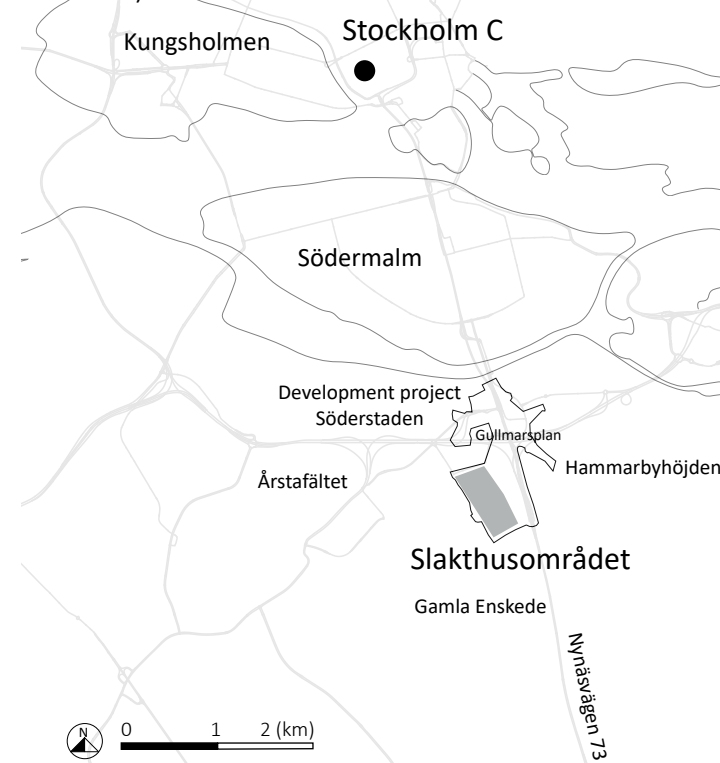 Stockholm C
Kungsholmen
Södermalm
Development project
Söderstaden
Gullmarsplan
Hammarbyhöjden
Årstafältet
Slakthusområdet
Gamla Enskede
Nynäsvägen 73
N
0 1 2 (km)